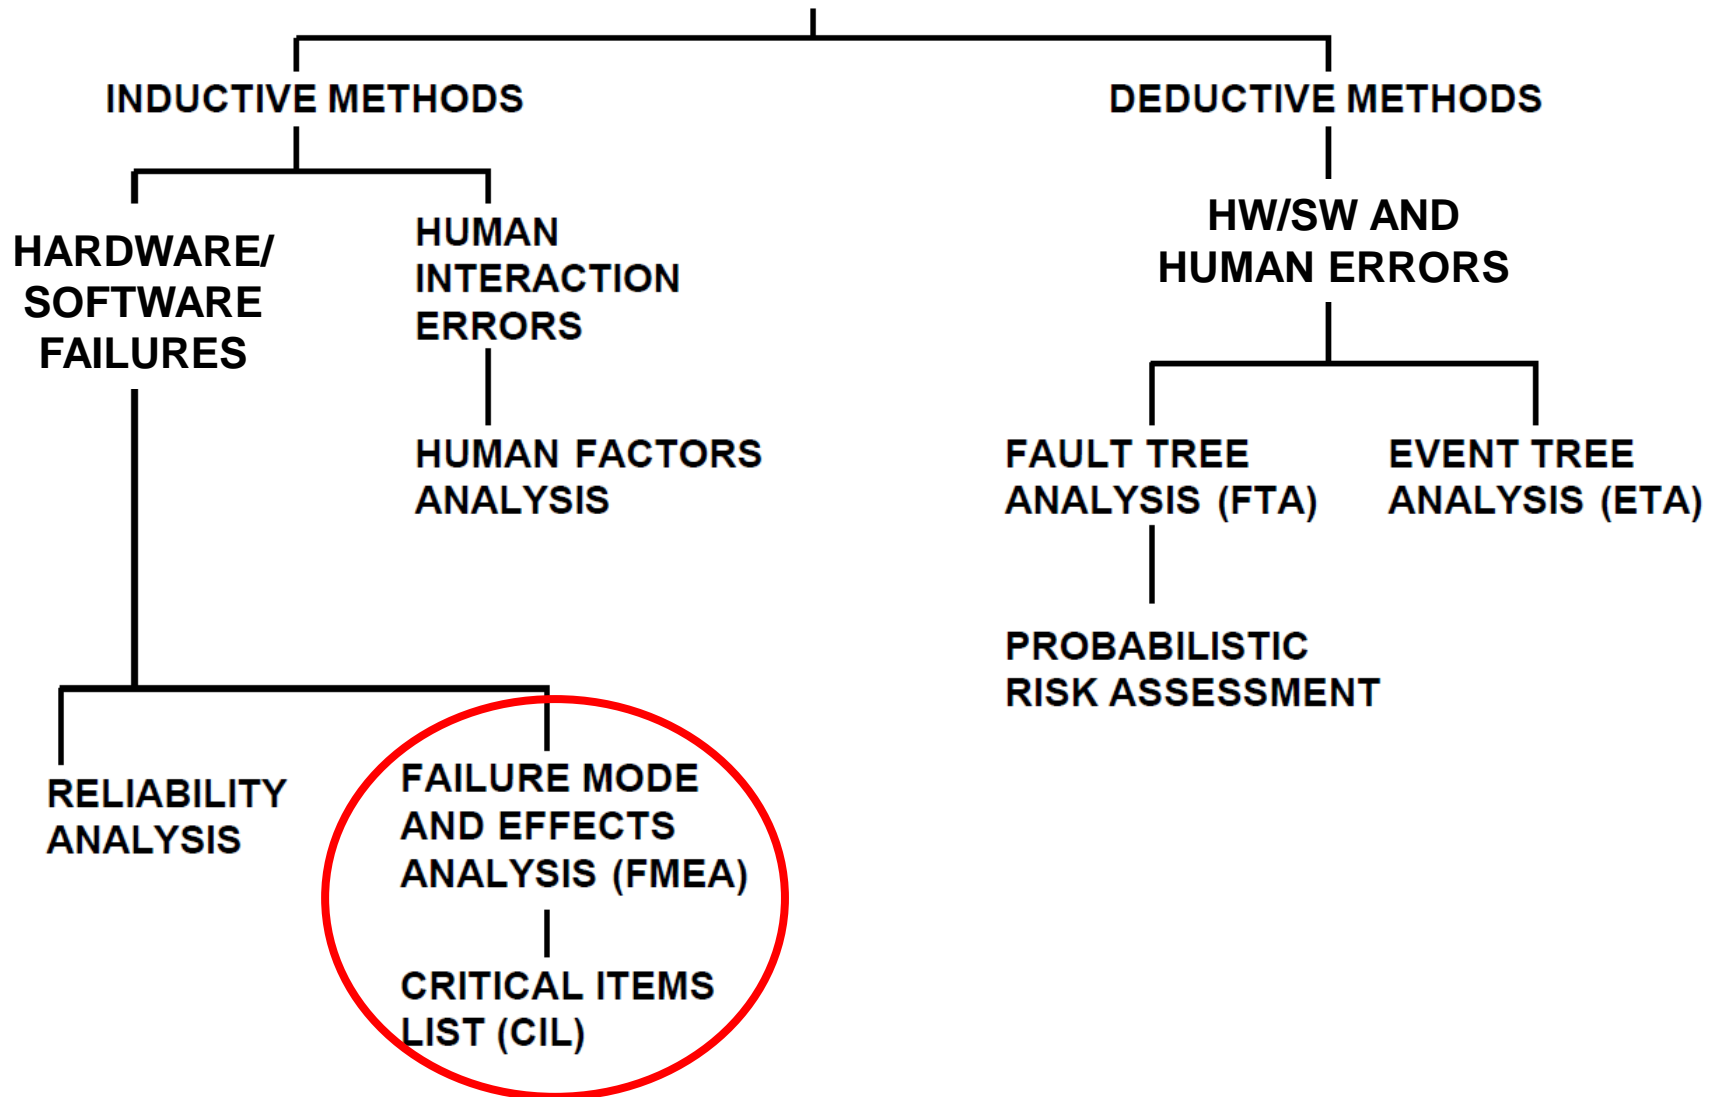 INDUCTIVE METHODS
DEDUCTIVE METHODS
HARDWARE/
SOFTWARE
FAILURES
HUMAN
INTERACTION
ERRORS
HW/SW AND
HUMAN ERRORS
HUMAN FACTORS
ANALYSIS
FAULT TREE
ANALYSIS (FTA)
EVENT TREE
ANALYSIS (ETA)
PROBABILISTIC
RISK ASSESSMENT
RELIABILITY
ANALYSIS
FAILURE MODE
AND EFFECTS
ANALYSIS (FMEA)
CRITICAL ITEMS
LIST (CIL)